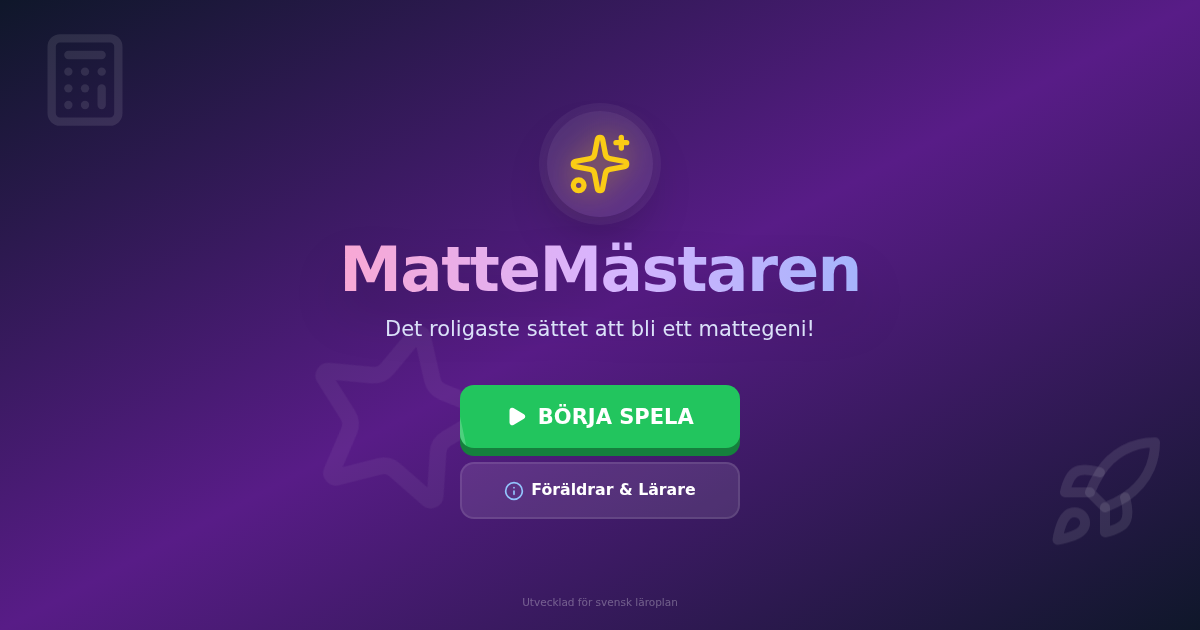 MatteMästaren
Det roligaste sättet att bli ett mattegeni!
BÖRJA SPELA
Föräldrar & Lärare
Utvecklad för svensk läroplan